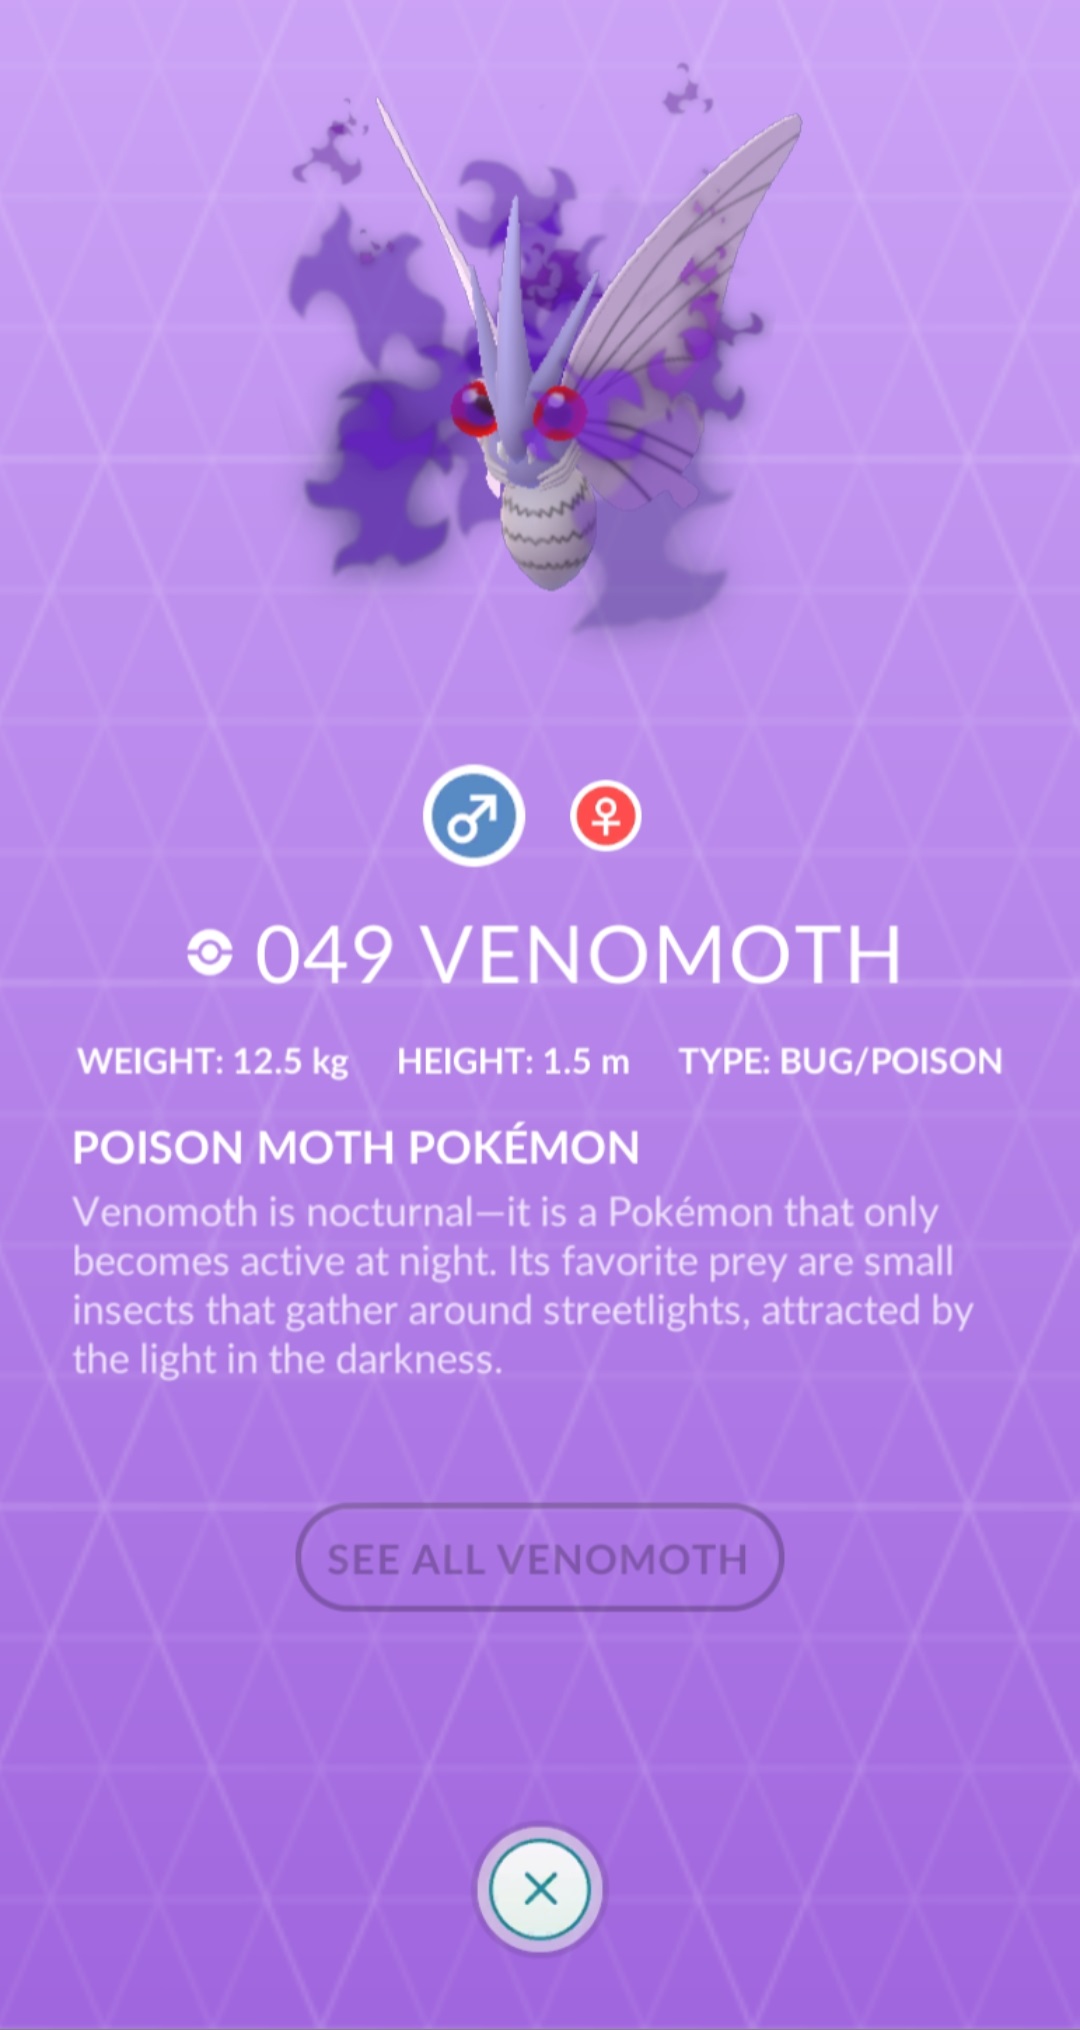 049 VENOMOTH
WEIGHT: 12.5 kg HEIGHT: 1.5 m TYPE: BUG/POISON
POISON MOTH POKÉMON
Venomoth is nocturnal—it is a Pokémon that only
becomes active at night. Its favorite prey are small
insects that gather around streetlights, attracted by
the light in the darkness.
SEE ALL VENOMOTH